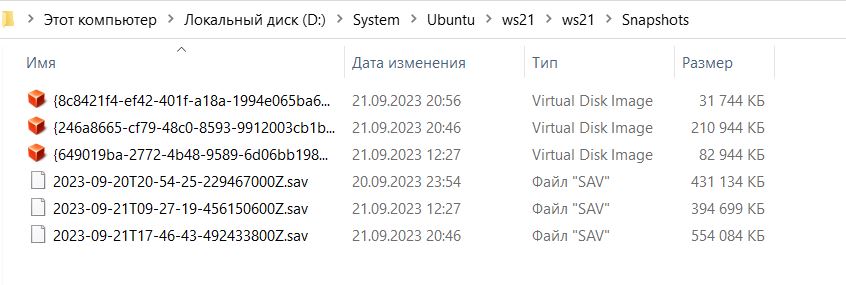 Этот компьютер > Локальный диск (D:) > System > Ubuntu > ws21 > ws21 > Snapshots
Имя Дата изменения Тип Размер
{8c8421f4-ef42-401f-a18a-1994e065ba6... 21.09.2023 20:56 Virtual Disk Image 31 744 КБ
{246a8665-cf79-48c0-8593-9912003cb1b... 21.09.2023 20:46 Virtual Disk Image 210 944 КБ
{649019ba-2772-4b48-9589-6d06bb198... 21.09.2023 12:27 Virtual Disk Image 82 944 КБ
2023-09-20T20-54-25-229467000Z.sav 20.09.2023 23:54 Файл "SAV" 431 134 КБ
2023-09-21T09-27-19-456150600Z.sav 21.09.2023 12:27 Файл "SAV" 394 699 КБ
2023-09-21T17-46-43-492433800Z.sav 21.09.2023 20:46 Файл "SAV" 554 084 КБ